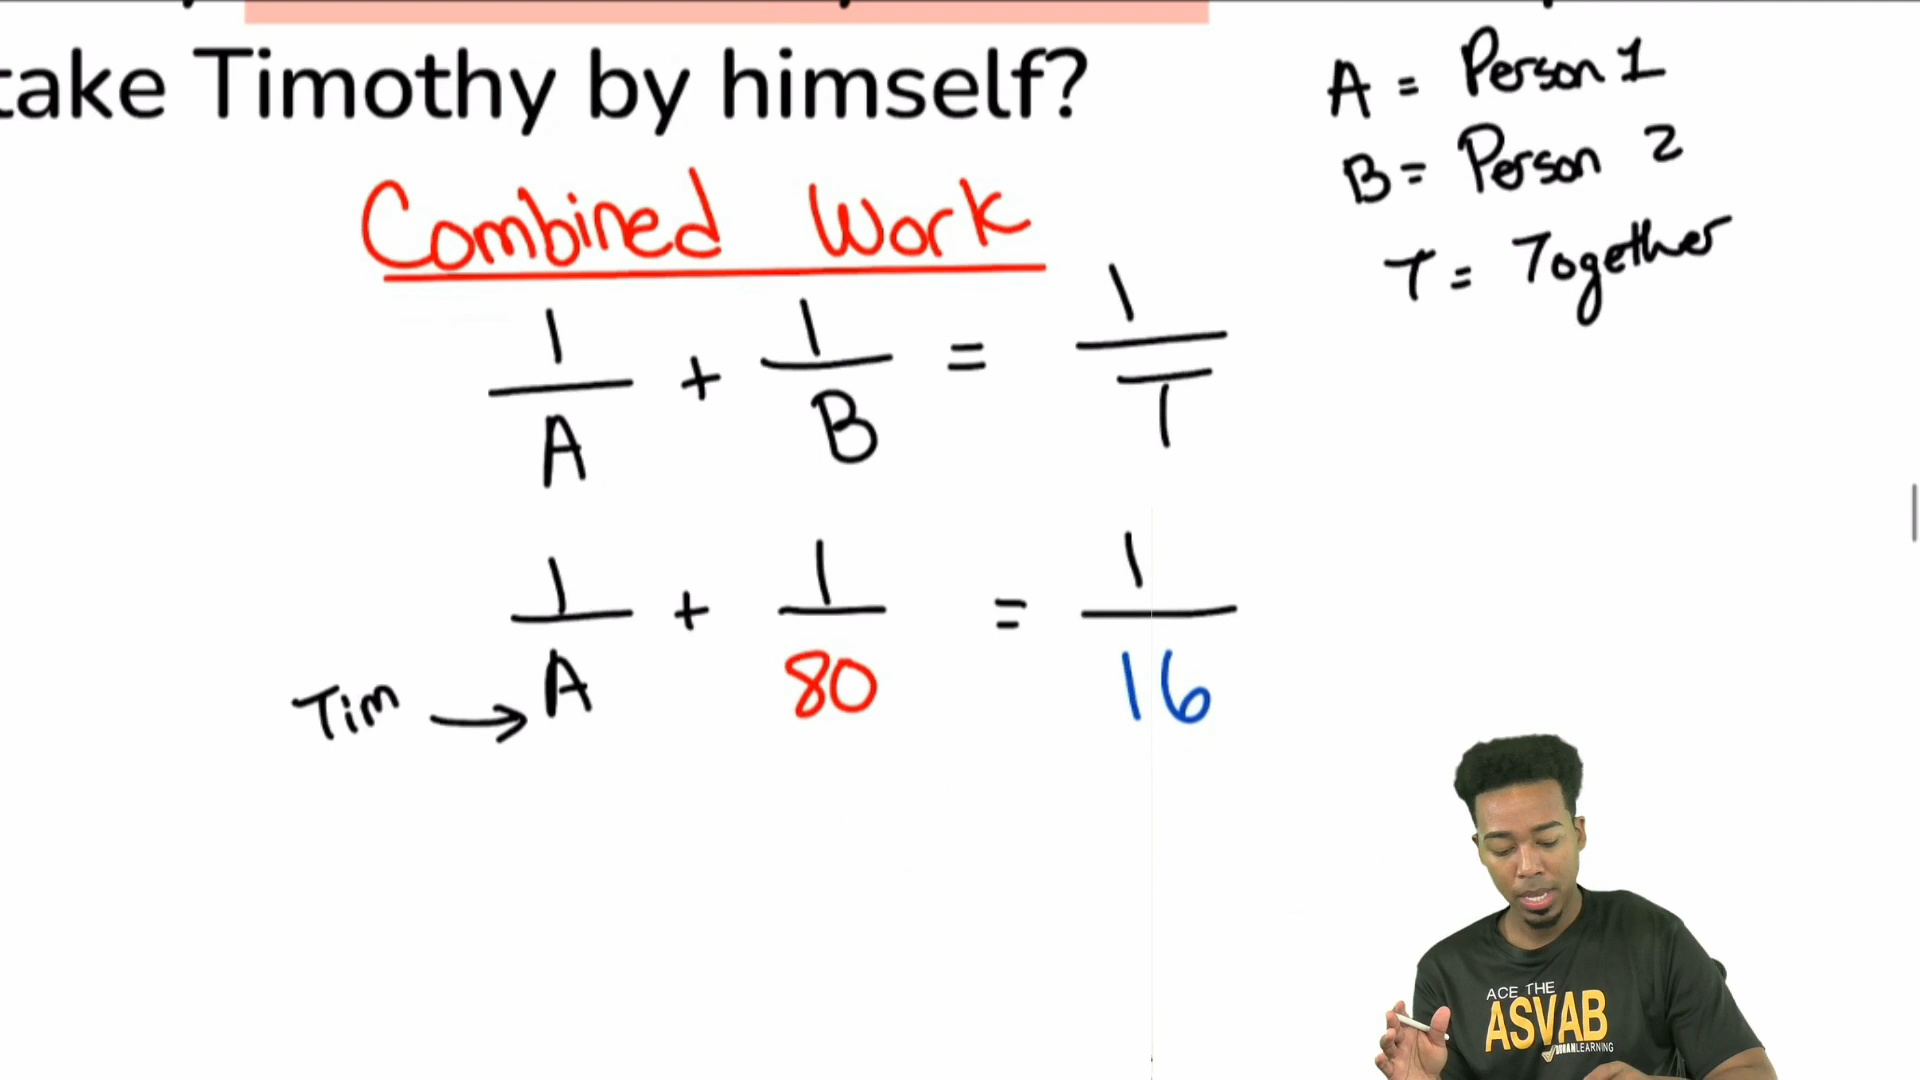 take Timothy by himself?
A = Person 1
B = Person 2
T = Together
Combined Work
1/A + 1/B = 1/T
1/A + 1/80 = 1/16
Tim →
ACE THE
ASVAB
LEARNING